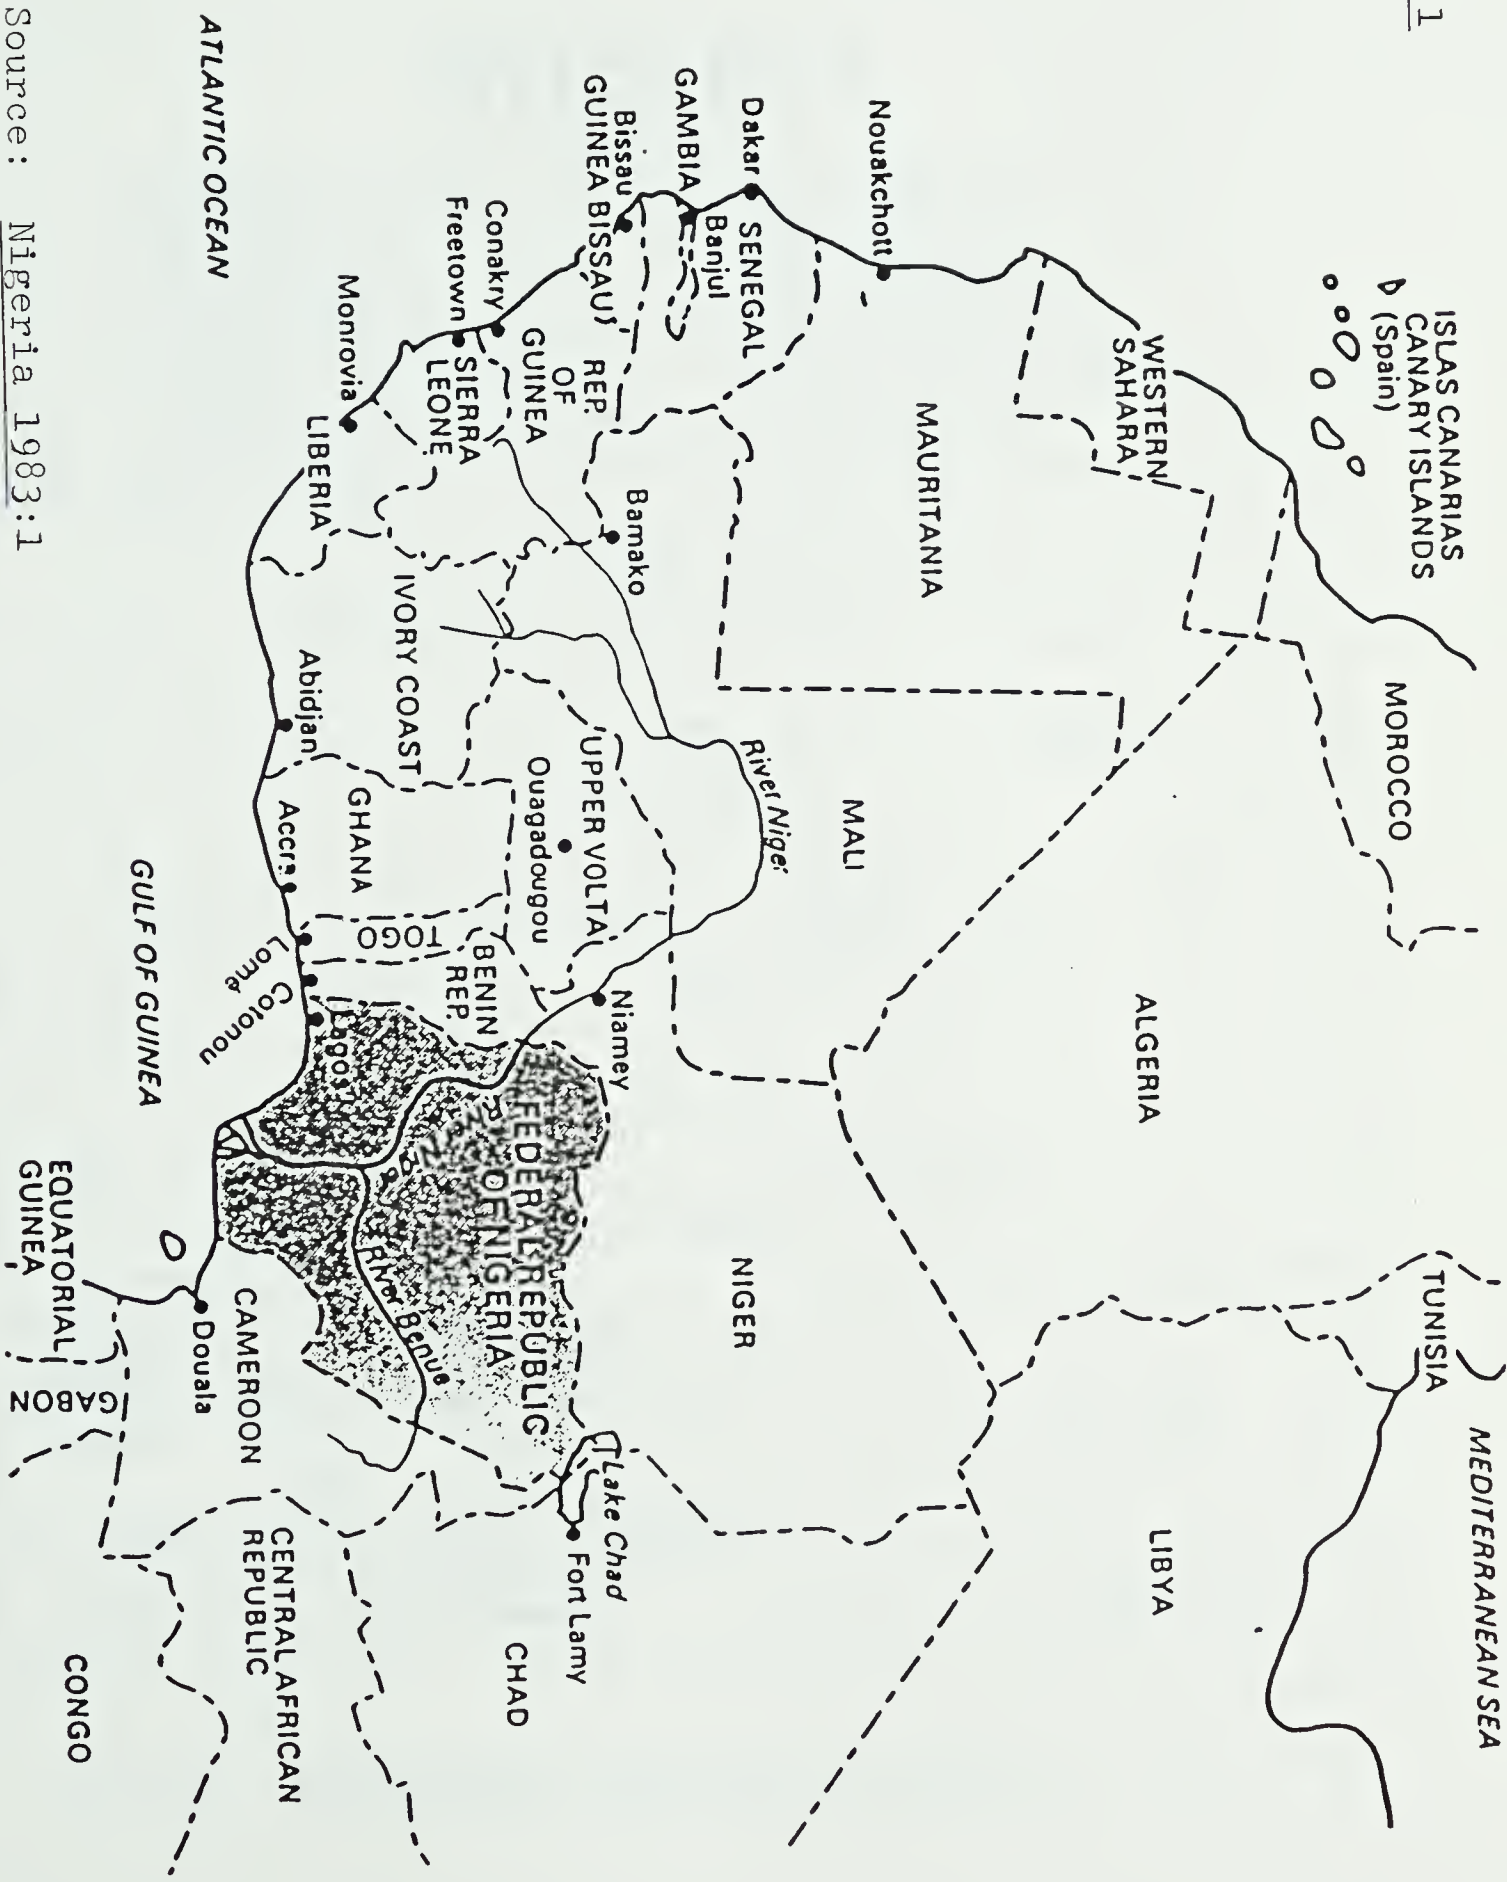 1
ISLAS CANARIAS
CANARY ISLANDS
(Spain)
MEDITERRANEAN SEA
MOROCCO
TUNISIA
WESTERN
SAHARA
ALGERIA
LIBYA
MAURITANIA
Nouakchott
MALI
NIGER
Dakar
SENEGAL
GAMBIA
Banjul
River Niger
Bissau
GUINEA BISSAU
Bamako
Niamey
Lake Chad
Fort Lamy
REP.
OF
GUINEA
UPPER VOLTA
Ouagadougou
Conakry
Freetown
SIERRA
LEONE
BENIN
REP.
FEDERAL REPUBLIC
OF NIGERIA
CHAD
IVORY COAST
GHANA
TOGO
River Benue
Monrovia
LIBERIA
Abidjan
Accra
Lome
Cotonou
Lagos
ATLANTIC OCEAN
GULF OF GUINEA
CAMEROON
Douala
CENTRAL AFRICAN
REPUBLIC
EQUATORIAL
GUINEA
GABON
CONGO
Source: Nigeria 1983:1